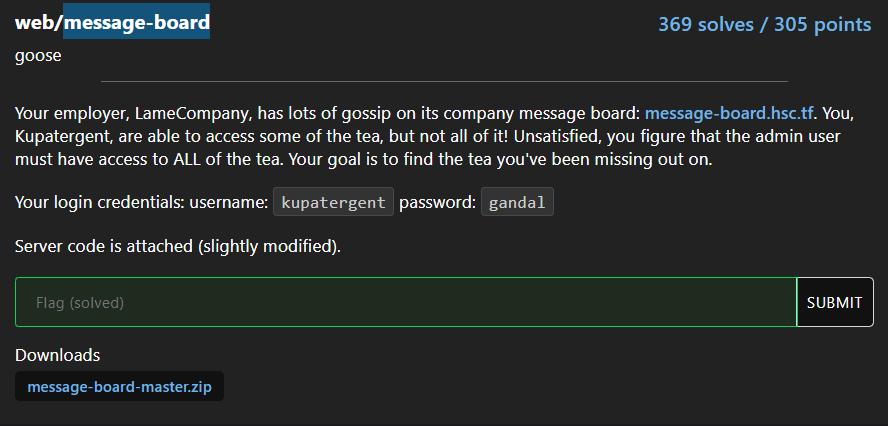 web/message-board
369 solves / 305 points
goose
Your employer, LameCompany, has lots of gossip on its company message board: message-board.hsc.tf. You,
Kupatergent, are able to access some of the tea, but not all of it! Unsatisfied, you figure that the admin user
must have access to ALL of the tea. Your goal is to find the tea you've been missing out on.
Your login credentials: username: kupatergent password: gandal
Server code is attached (slightly modified).
Flag (solved)
SUBMIT
Downloads
message-board-master.zip